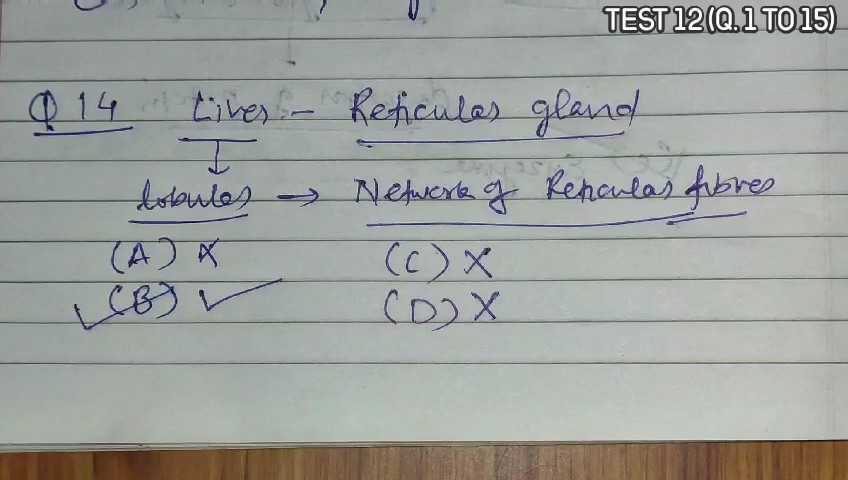 TEST 12 (Q. 1 TO 15)
Q 14 Liver :- Reticular gland
lobules → Network of Reticular fibres
(A) X (C) X
(B) ✓ (D) X